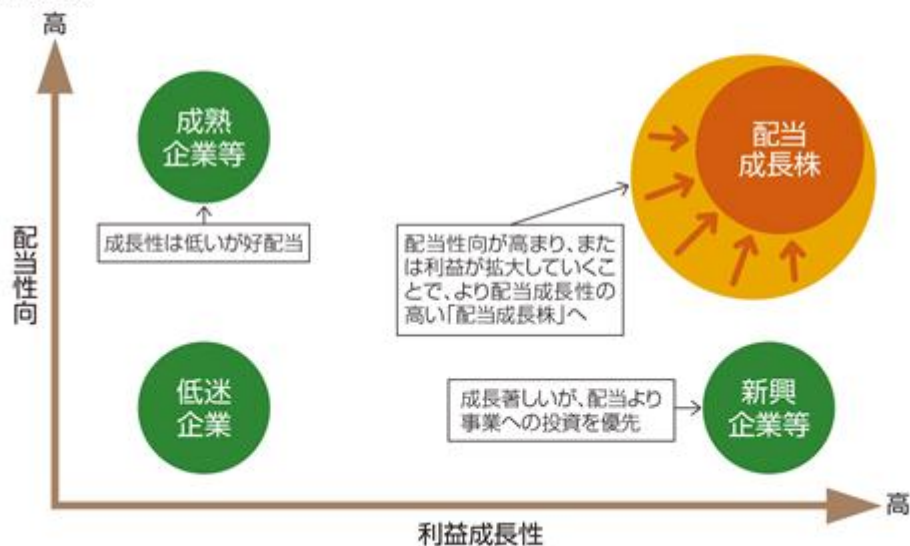 高
成熟
企業等
配当
成長株
成長性は低いが好配当
配当性向が高まり、また
は利益が拡大していくこ
とで、より配当成長性の
高い「配当成長株」へ
配当性向
低迷
企業
成長著しいが、配当より
事業への投資を優先
新興
企業等
高
利益成長性